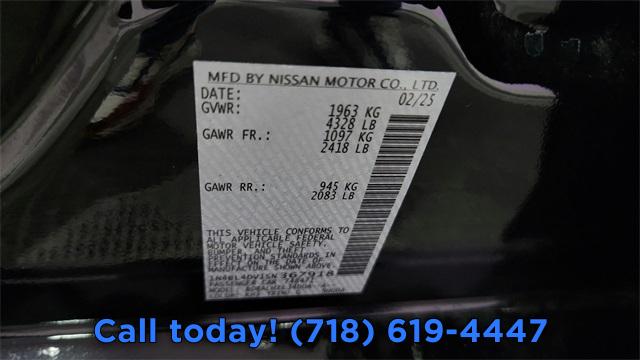 MFD BY NISSAN MOTOR CO., LTD.
DATE: 02/25
GVWR: 1963 KG
4328 LB
GAWR FR.: 1097 KG
2418 LB
GAWR RR.: 945 KG
2083 LB
THIS VEHICLE CONFORMS TO
ALL APPLICABLE FEDERAL
MOTOR VEHICLE SAFETY,
BUMPER, AND THEFT
PREVENTION STANDARDS IN
EFFECT ON THE DATE OF
MANUFACTURE SHOWN ABOVE.
PASSENGER CAR
Call today! (718) 619-4447